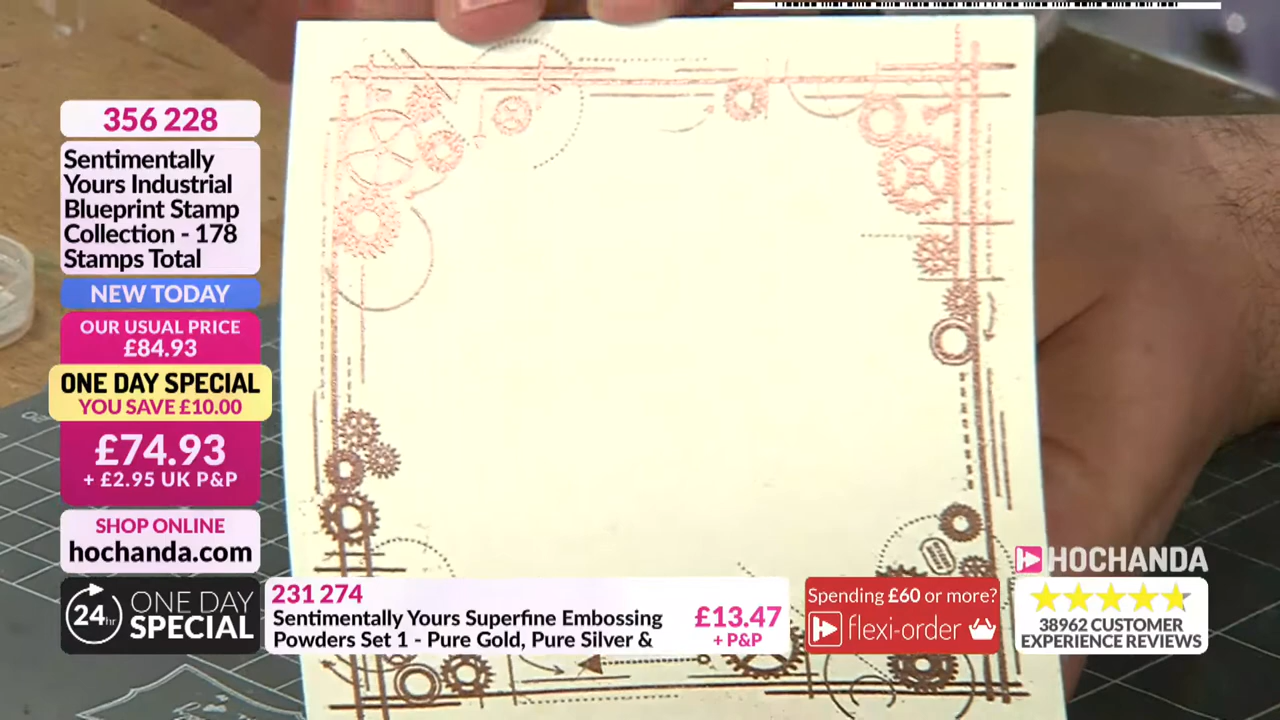 356 228
Sentimentally
Yours Industrial
Blueprint Stamp
Collection - 178
Stamps Total
NEW TODAY
OUR USUAL PRICE
£84.93
ONE DAY SPECIAL
YOU SAVE £10.00
£74.93
+ £2.95 UK P&P
SHOP ONLINE
hochanda.com
24hr
ONE DAY
SPECIAL
231 274
Sentimentally Yours Superfine Embossing
Powders Set 1 - Pure Gold, Pure Silver &
£13.47
+ P&P
Spending £60 or more?
flexi-order
HOCHANDA
38962 CUSTOMER
EXPERIENCE REVIEWS